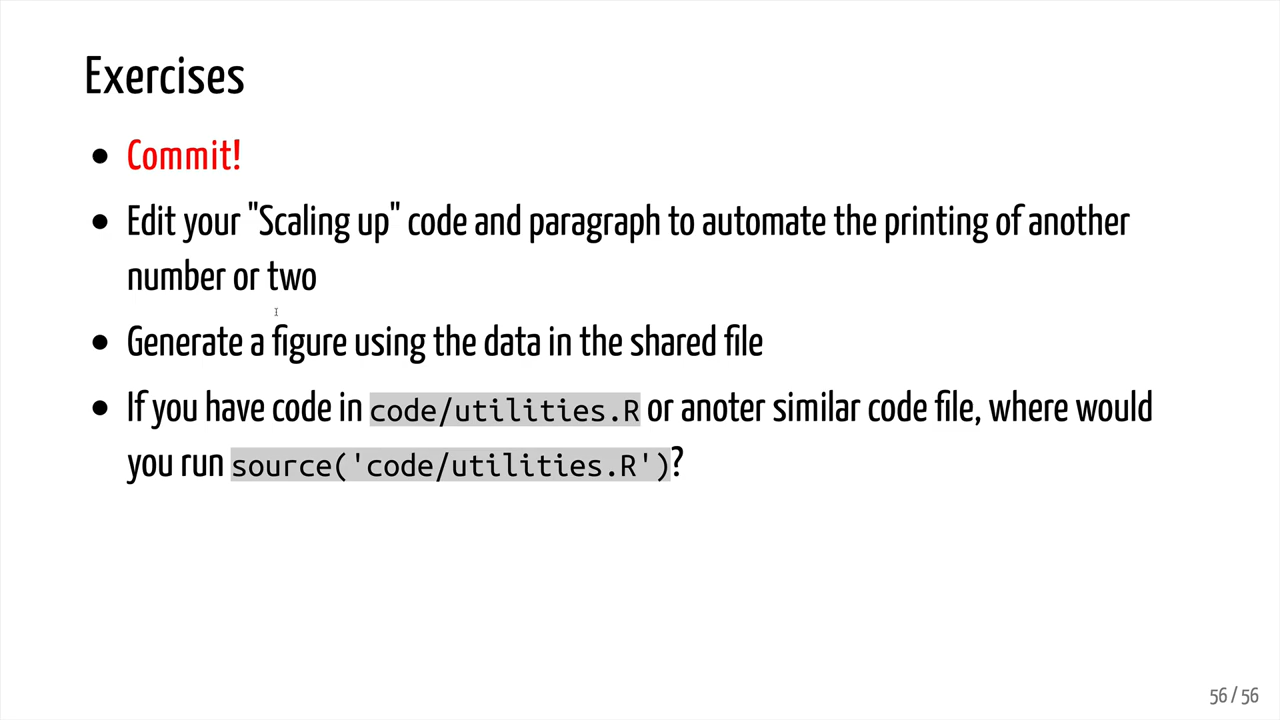 Exercises
• Commit!
• Edit your "Scaling up" code and paragraph to automate the printing of another
number or two
• Generate a figure using the data in the shared file
• If you have code in code/utilities.R or anoter similar code file, where would
you run source('code/utilities.R')?
56 / 56